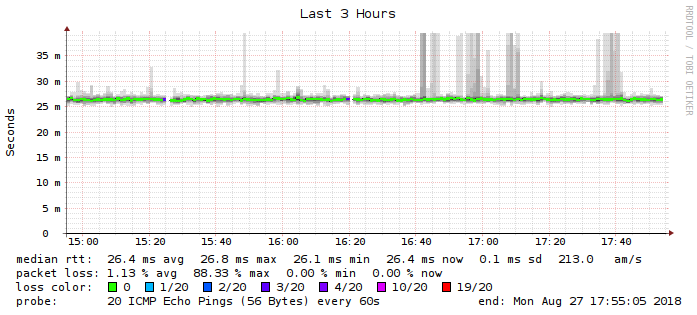 Last 3 Hours
RRDTOOL / TOBI OETIKER
Seconds
35 m
30 m
25 m
20 m
15 m
10 m
5 m
0
15:00 15:20 15:40 16:00 16:20 16:40 17:00 17:20 17:40
median rtt: 26.4 ms avg 26.8 ms max 26.1 ms min 26.4 ms now 0.1 ms sd 213.0 am/s
packet loss: 1.13 % avg 88.33 % max 0.00 % min 0.00 % now
loss color: 0 1/20 2/20 3/20 4/20 10/20 19/20
probe: 20 ICMP Echo Pings (56 Bytes) every 60s end: Mon Aug 27 17:55:05 2018